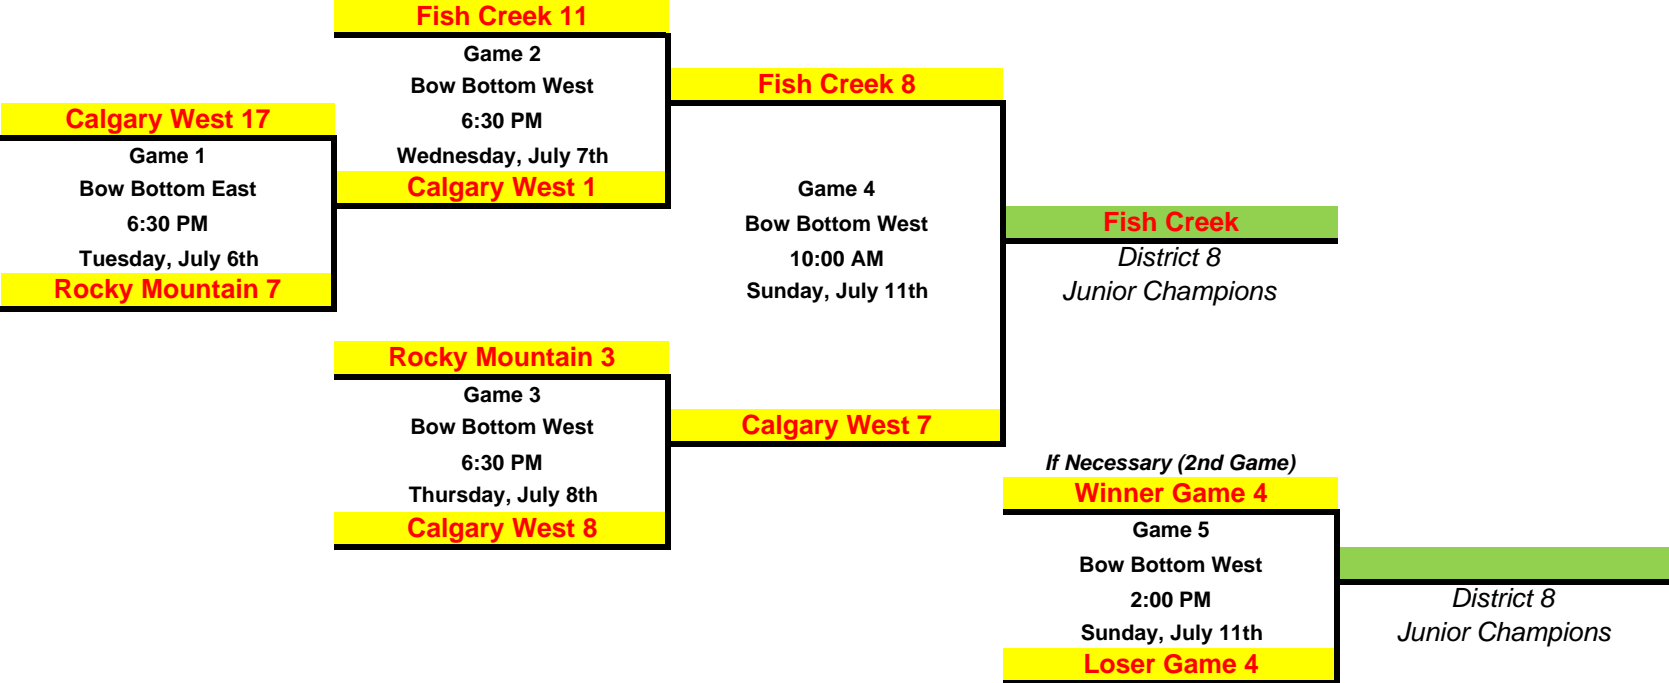 Fish Creek 11
Game 2
Bow Bottom West
6:30 PM
Wednesday, July 7th
Calgary West 1
Calgary West 17
Game 1
Bow Bottom East
6:30 PM
Tuesday, July 6th
Rocky Mountain 7
Fish Creek 8
Game 4
Bow Bottom West
10:00 AM
Sunday, July 11th
Calgary West 7
Fish Creek
District 8
Junior Champions
Rocky Mountain 3
Game 3
Bow Bottom West
6:30 PM
Thursday, July 8th
Calgary West 8
If Necessary (2nd Game)
Winner Game 4
Game 5
Bow Bottom West
2:00 PM
Sunday, July 11th
Loser Game 4
District 8
Junior Champions